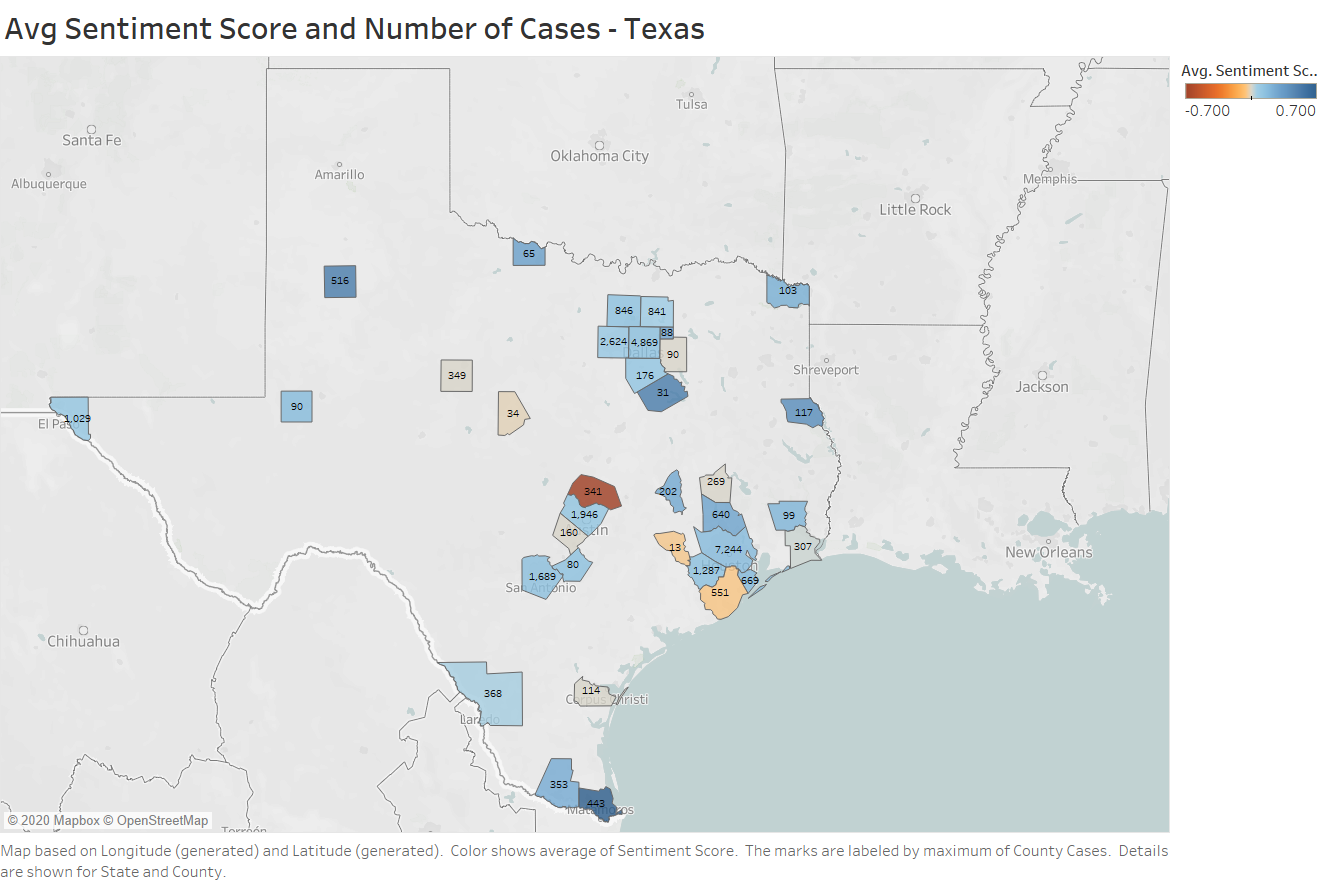 Avg Sentiment Score and Number of Cases - Texas
Avg. Sentiment Sc..
-0.700 0.700
Tulsa
Santa Fe
Oklahoma City
Amarillo
Albuquerque
Memphis
Little Rock
65
516
103
846 841
88
2,624 4,869
90
Dallas
349
176
Shreveport
Jackson
31
90
34
117
1,029
El Paso
269
341
202
1,946
640
99
160
13
307
7,244
New Orleans
80
1,287
1,689
669
San Antonio
551
Chihuahua
114
368
Corpus Christi
Laredo
353
443
Matamoros
© 2020 Mapbox © OpenStreetMap
Torreón
Map based on Longitude (generated) and Latitude (generated). Color shows average of Sentiment Score. The marks are labeled by maximum of County Cases. Details
are shown for State and County.